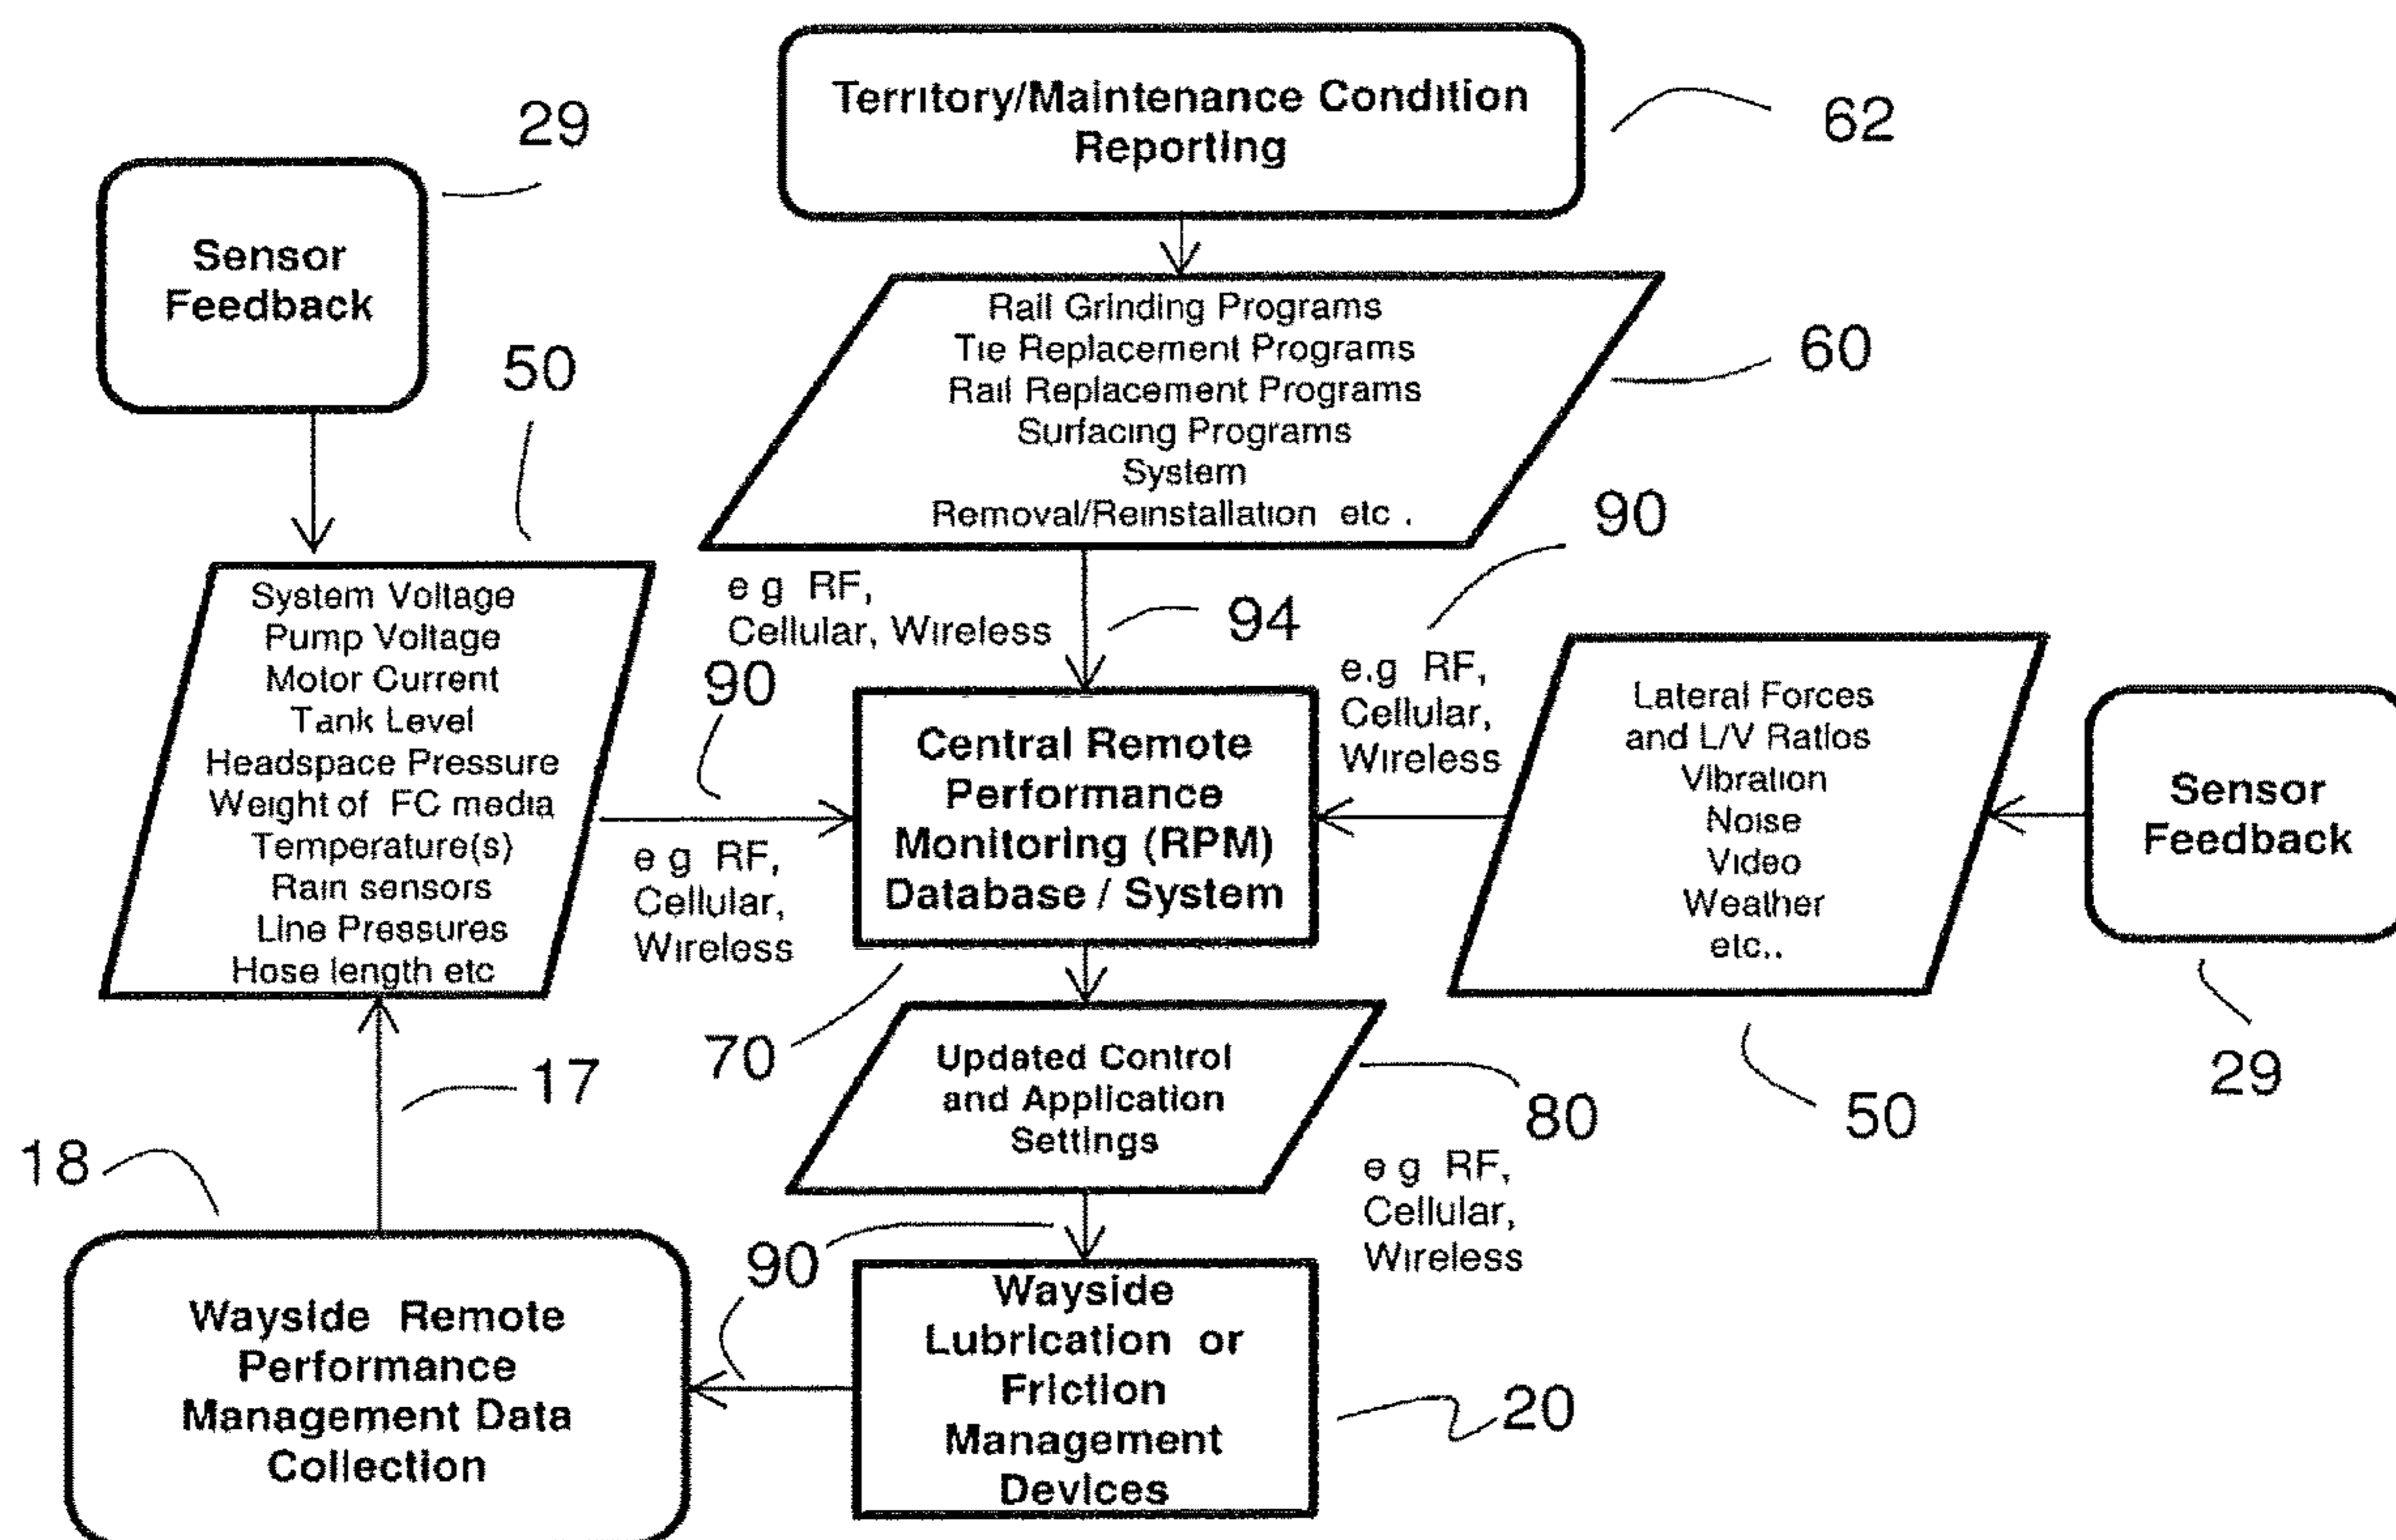 Territory/Maintenance Condition
Reporting
62
29
Sensor
Feedback
50
Rail Grinding Programs
Tie Replacement Programs
Rail Replacement Programs
Surfacing Programs
System
Removal/Reinstallation etc .
60
90
System Voltage
Pump Voltage
Motor Current
Tank Level
Headspace Pressure
Weight of FC media
Temperature(s)
Rain sensors
Line Pressures
Hose length etc
e g RF,
Cellular, Wireless
94
90
e g RF,
Cellular,
Wireless
Central Remote
Performance
Monitoring (RPM)
Database / System
e.g RF,
Cellular,
Wireless
Lateral Forces
and L/V Ratios
Vibration
Noise
Video
Weather
etc..
Sensor
Feedback
29
50
70
Updated Control
and Application
Settings
80
17
18
e g RF,
Cellular,
Wireless
90
Wayside Remote
Performance
Management Data
Collection
Wayside
Lubrication or
Friction
Management
Devices
20